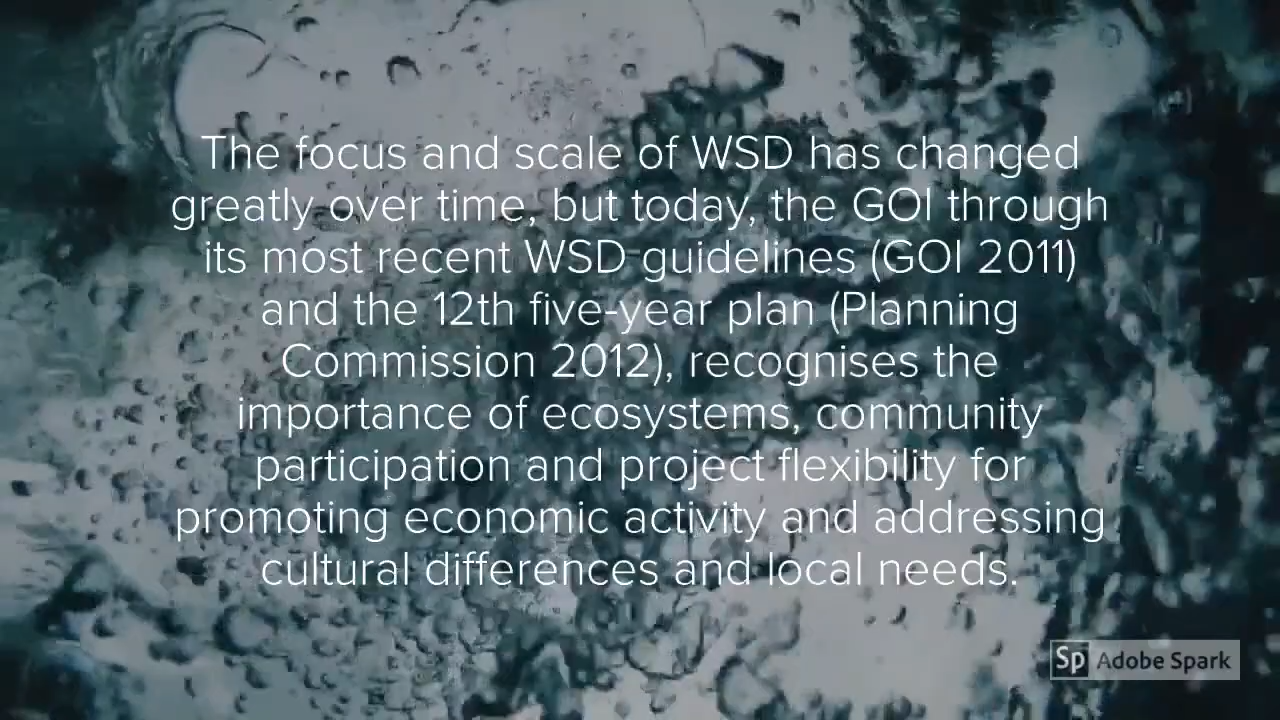 The focus and scale of WSD has changed
greatly over time, but today, the GOI through
its most recent WSD guidelines (GOI 2011)
and the 12th five-year plan (Planning
Commission 2012), recognises the
importance of ecosystems, community
participation and project flexibility for
promoting economic activity and addressing
cultural differences and local needs.
Sp Adobe Spark